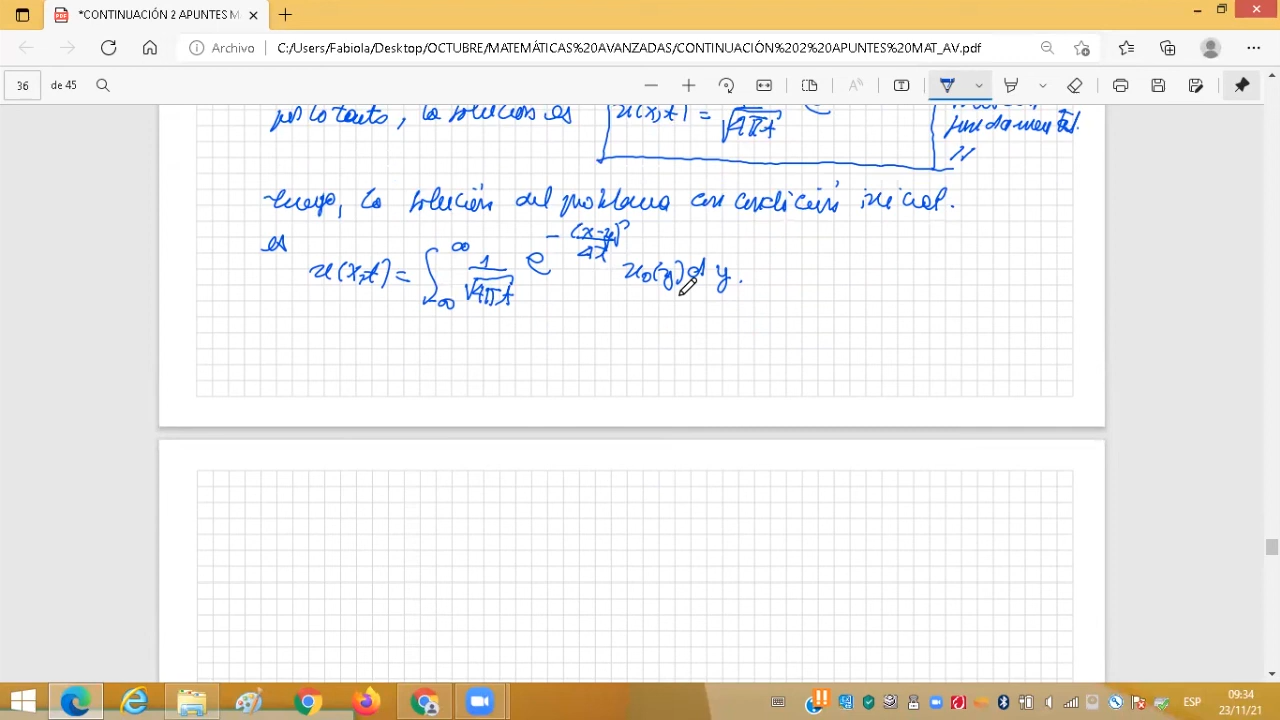 *CONTINUACIÓN 2 APUNTES M
Archivo C:/Users/Fabiola/Desktop/OCTUBRE/MATEMÁTICAS%20AVANZADAS/CONTINUACIÓN%202%20APUNTES%20MAT_AV.pdf
36 de 45
por lo tanto, la solución es u(x,t) = 1/√4πt e
fundamental.
//
luego, la solución del problema con condición inicial.
es
u(x,t) = ∫_{-∞}^{∞} 1/√4πt e^{-(x-y)²/4t} u₀(y) dy.
ESP 09:34
23/11/21